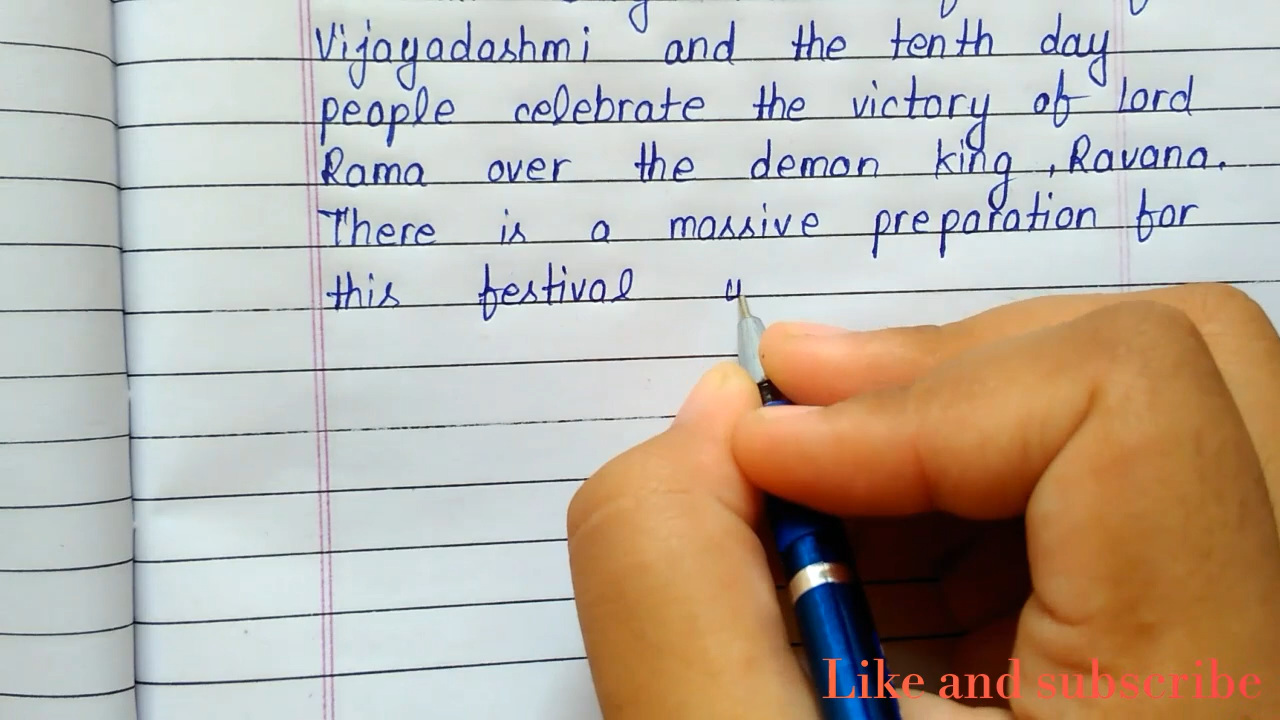 Vijayadashmi and the tenth day
people celebrate the victory of lord
Rama over the demon king , Ravana.
There is a massive preparation for
this festival
Like and subscribe